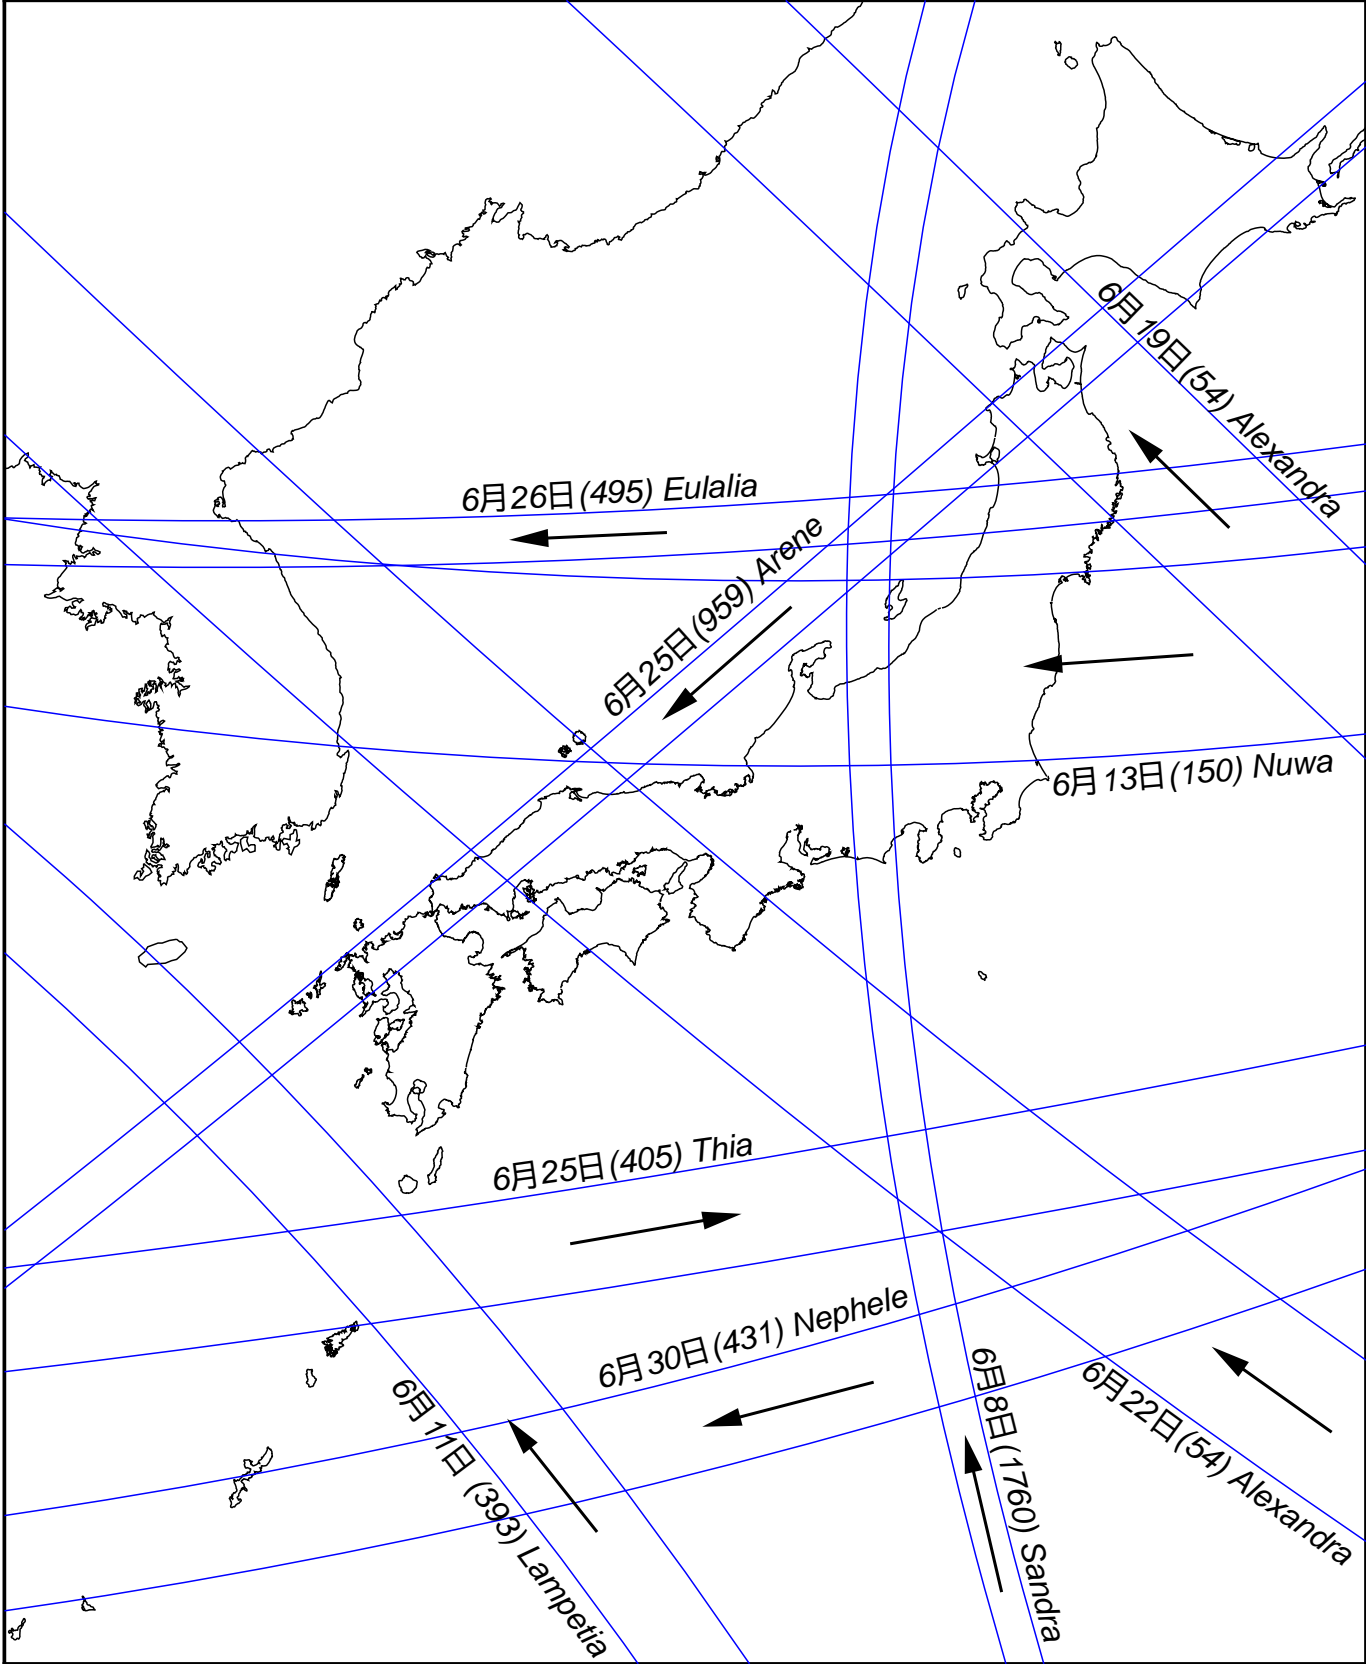 6月19日(54) Alexandra
6月26日(495) Eulalia
6月25日(959) Arene
6月13日(150) Nuwa
6月25日(405) Thia
6月30日(431) Nephele
6月8日(1760) Sandra
6月22日(54) Alexandra
6月11日 (393) Lampetia